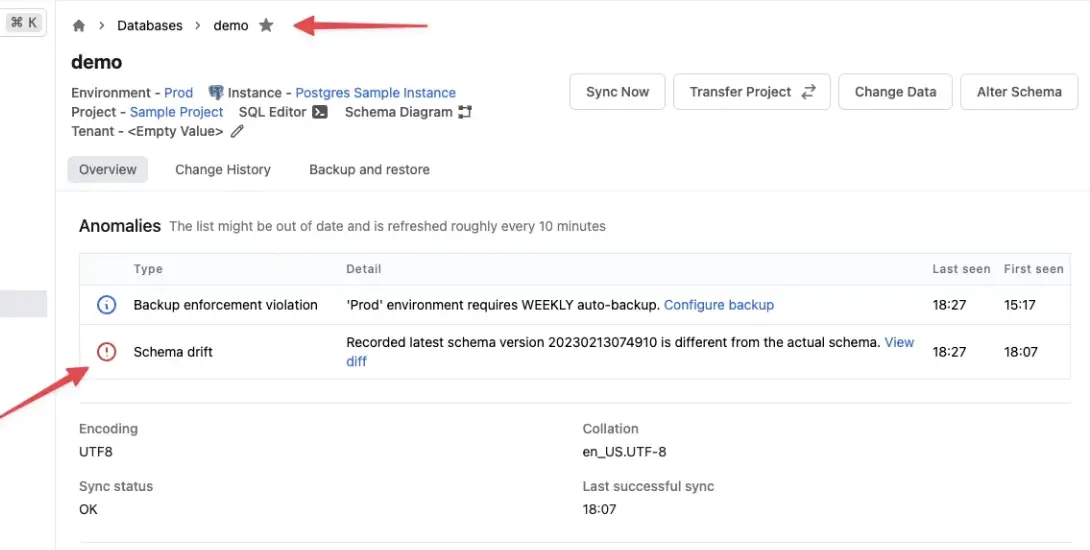 ⌘ K
Databases > demo
demo
Environment - Prod Instance - Postgres Sample Instance
Project - Sample Project SQL Editor Schema Diagram
Tenant - <Empty Value>
Sync Now Transfer Project Change Data Alter Schema
Overview Change History Backup and restore
Anomalies The list might be out of date and is refreshed roughly every 10 minutes
Type Detail Last seen First seen
Backup enforcement violation 'Prod' environment requires WEEKLY auto-backup. Configure backup 18:27 15:17
Schema drift Recorded latest schema version 20230213074910 is different from the actual schema. View
diff 18:27 18:07
Encoding Collation
UTF8 en_US.UTF-8
Sync status Last successful sync
OK 18:07